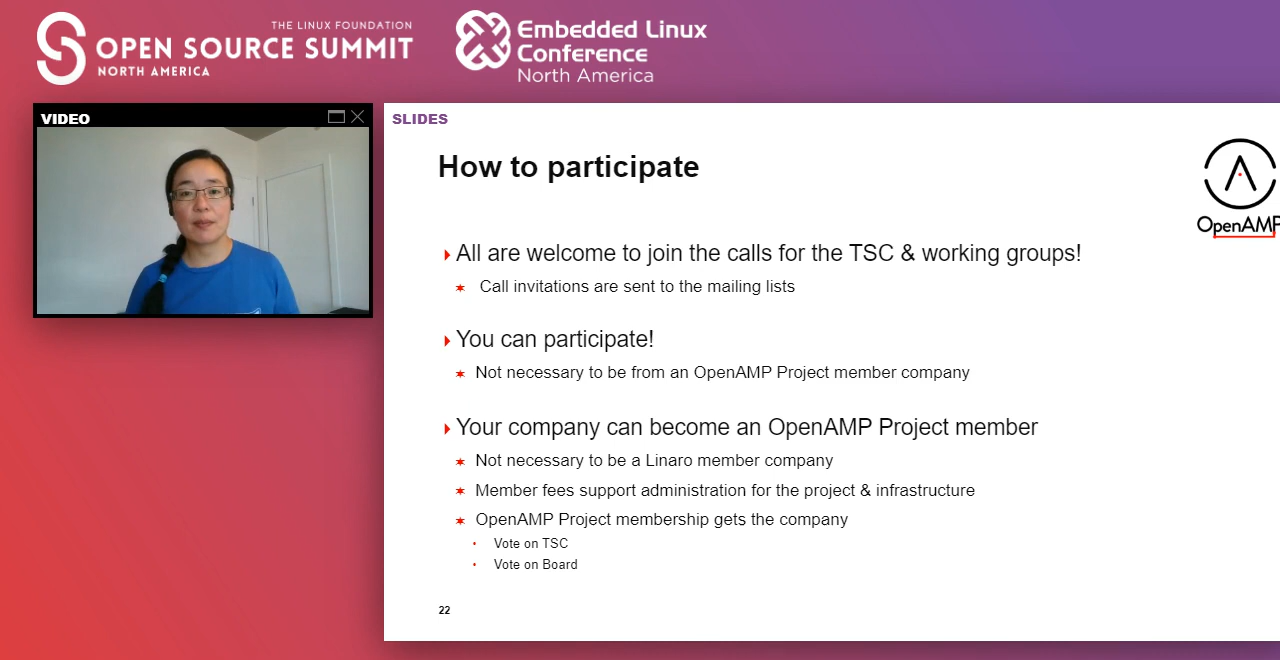 THE LINUX FOUNDATION
OPEN SOURCE SUMMIT
NORTH AMERICA
Embedded Linux
Conference
North America
VIDEO
SLIDES
How to participate
OpenAMP
All are welcome to join the calls for the TSC & working groups!
Call invitations are sent to the mailing lists
You can participate!
Not necessary to be from an OpenAMP Project member company
Your company can become an OpenAMP Project member
Not necessary to be a Linaro member company
Member fees support administration for the project & infrastructure
OpenAMP Project membership gets the company
Vote on TSC
Vote on Board
22